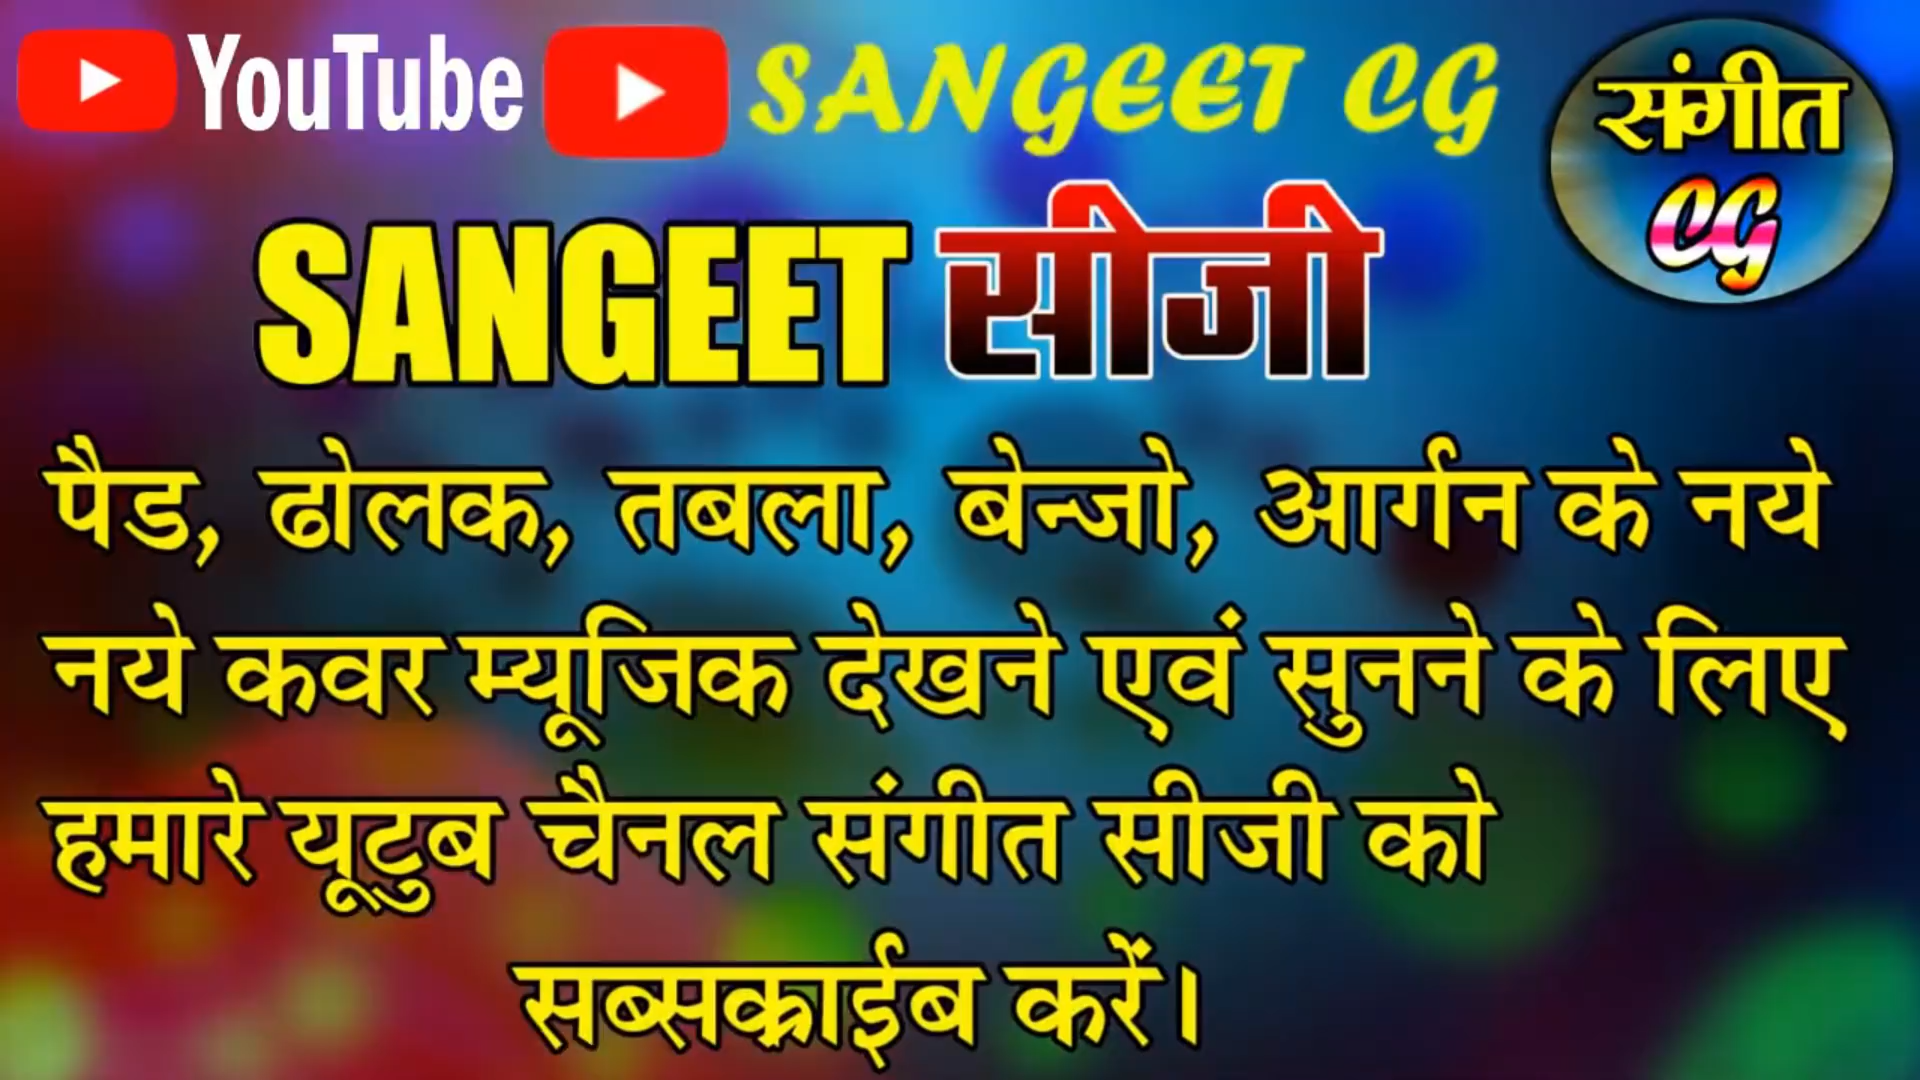 YouTube SANGEET CG
संगीत
CG
SANGEET सीजी
पैड, ढोलक, तबला, बेन्जो, आर्गन के नये
नये कवर म्यूजिक देखने एवं सुनने के लिए
हमारे यूटुब चैनल संगीत सीजी को
सब्सक्राईब करें।